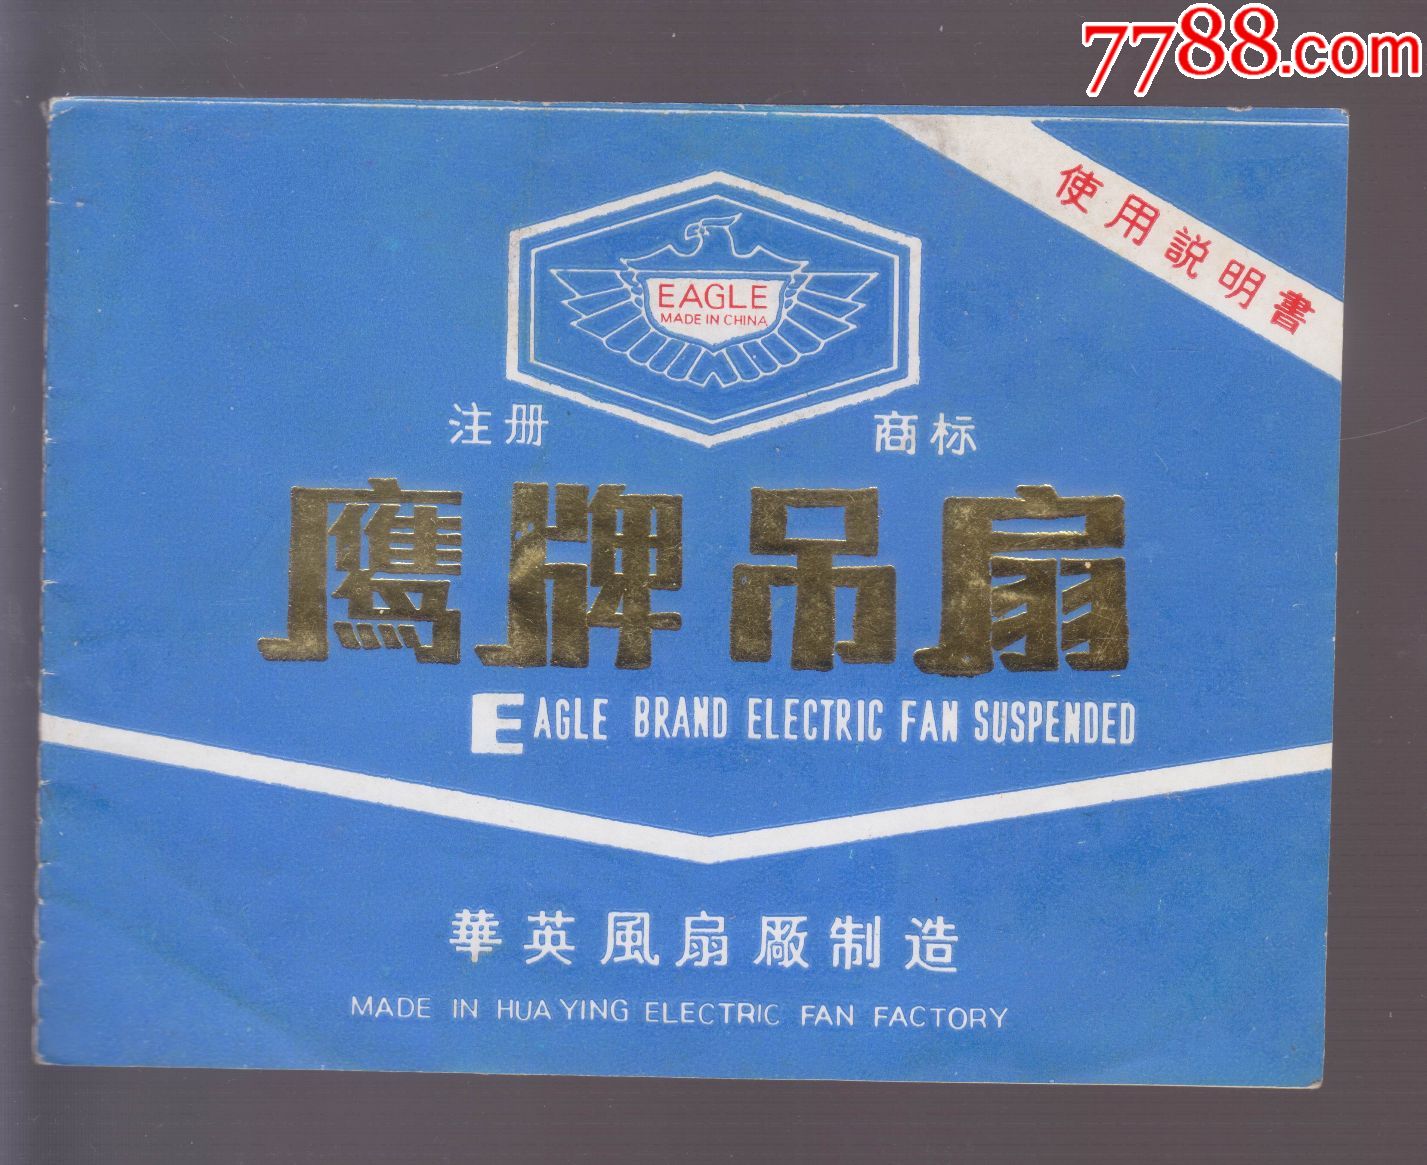 7788.com
使用説明書
EAGLE
MADE IN CHINA
注册 商标
鷹牌吊扇
EAGLE BRAND ELECTRIC FAN SUSPENDED
華英風扇廠制造
MADE IN HUA YING ELECTRIC FAN FACTORY